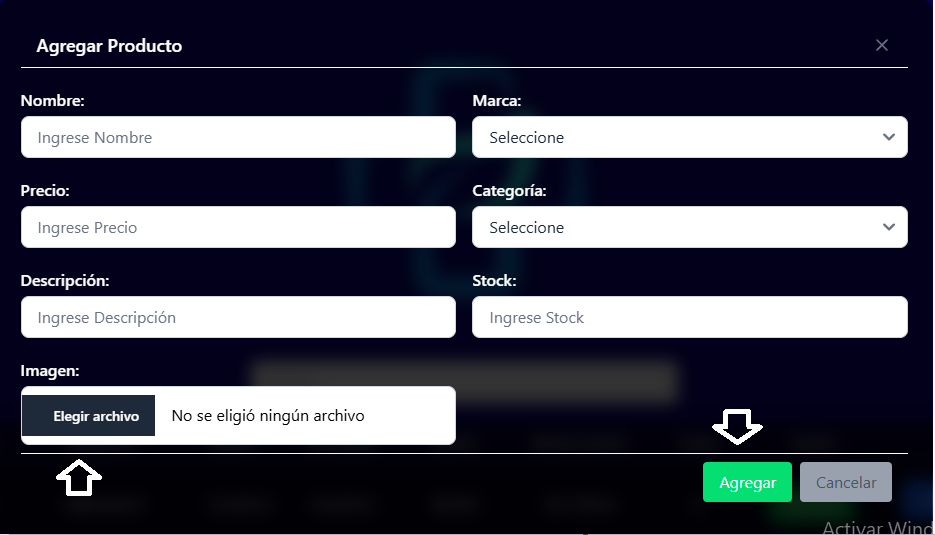 Agregar Producto
Nombre:
Marca:
Ingrese Nombre
Seleccione
Precio:
Categoría:
Ingrese Precio
Seleccione
Descripción:
Stock:
Ingrese Descripción
Ingrese Stock
Imagen:
Elegir archivo No se eligió ningún archivo
Agregar
Cancelar
Activar Wind